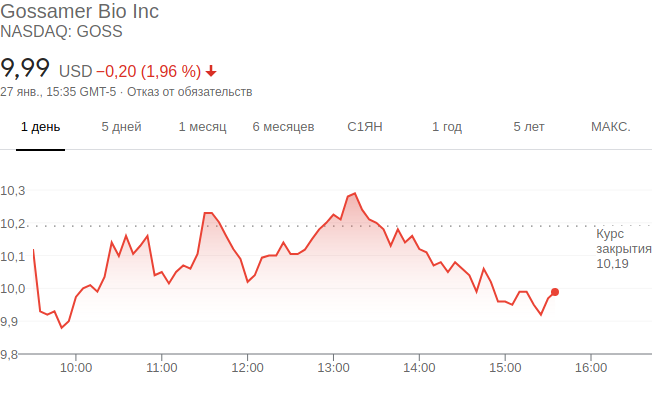 Gossamer Bio Inc
NASDAQ: GOSS
9,99 USD −0,20 (1,96 %)
27 янв., 15:35 GMT-5 · Отказ от обязательств
1 день 5 дней 1 месяц 6 месяцев С1ЯН 1 год 5 лет МАКС.
10,3
10,2
Курс
закрытия
10,19
10,1
10,0
9,9
9,8
10:00 11:00 12:00 13:00 14:00 15:00 16:00